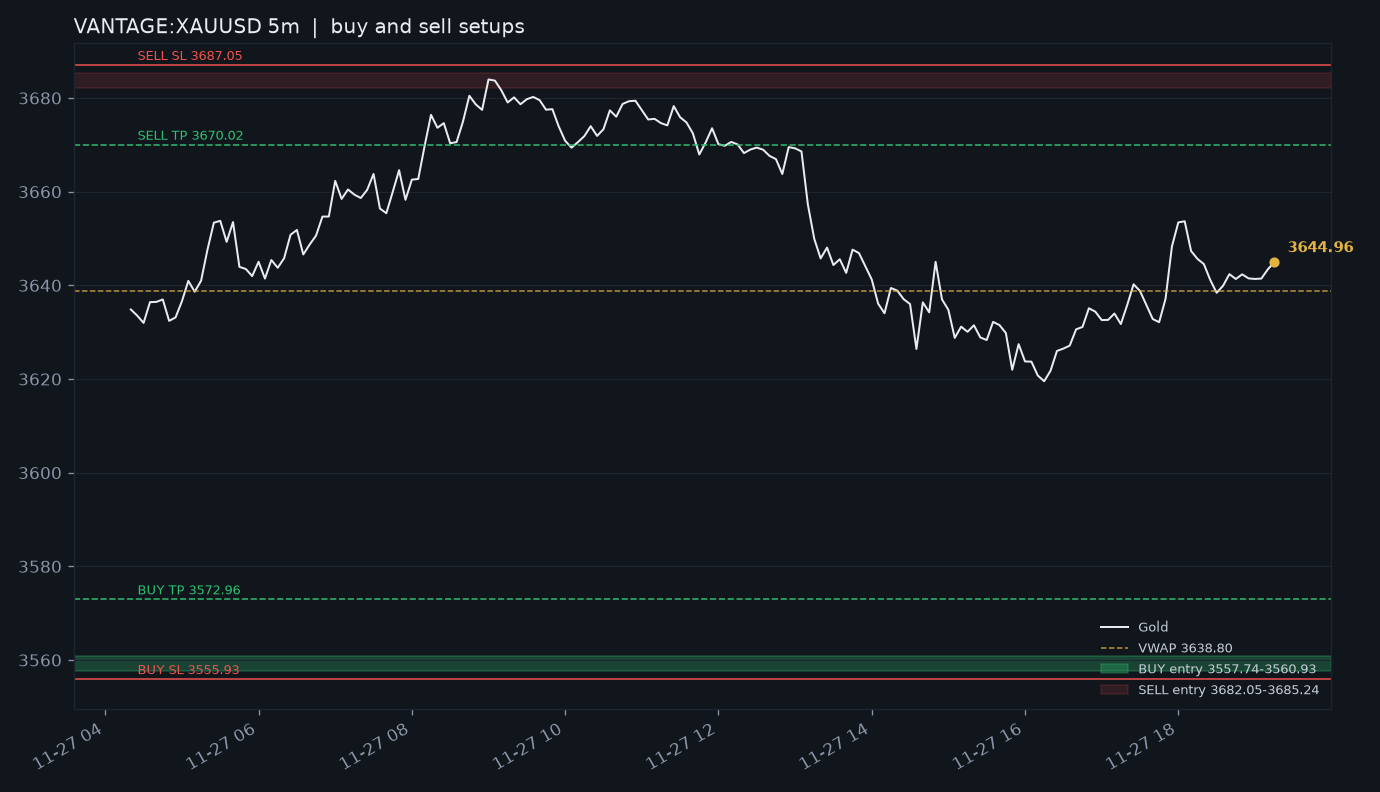 VANTAGE:XAUUSD 5m | buy and sell setups
SELL SL 3687.05
3680
SELL TP 3670.02
3660
3644.96
3640
3620
3600
3580
BUY TP 3572.96
3560
BUY SL 3555.93
Gold
VWAP 3638.80
BUY entry 3557.74-3560.93
SELL entry 3682.05-3685.24
11-27 04
11-27 06
11-27 08
11-27 10
11-27 12
11-27 14
11-27 16
11-27 18